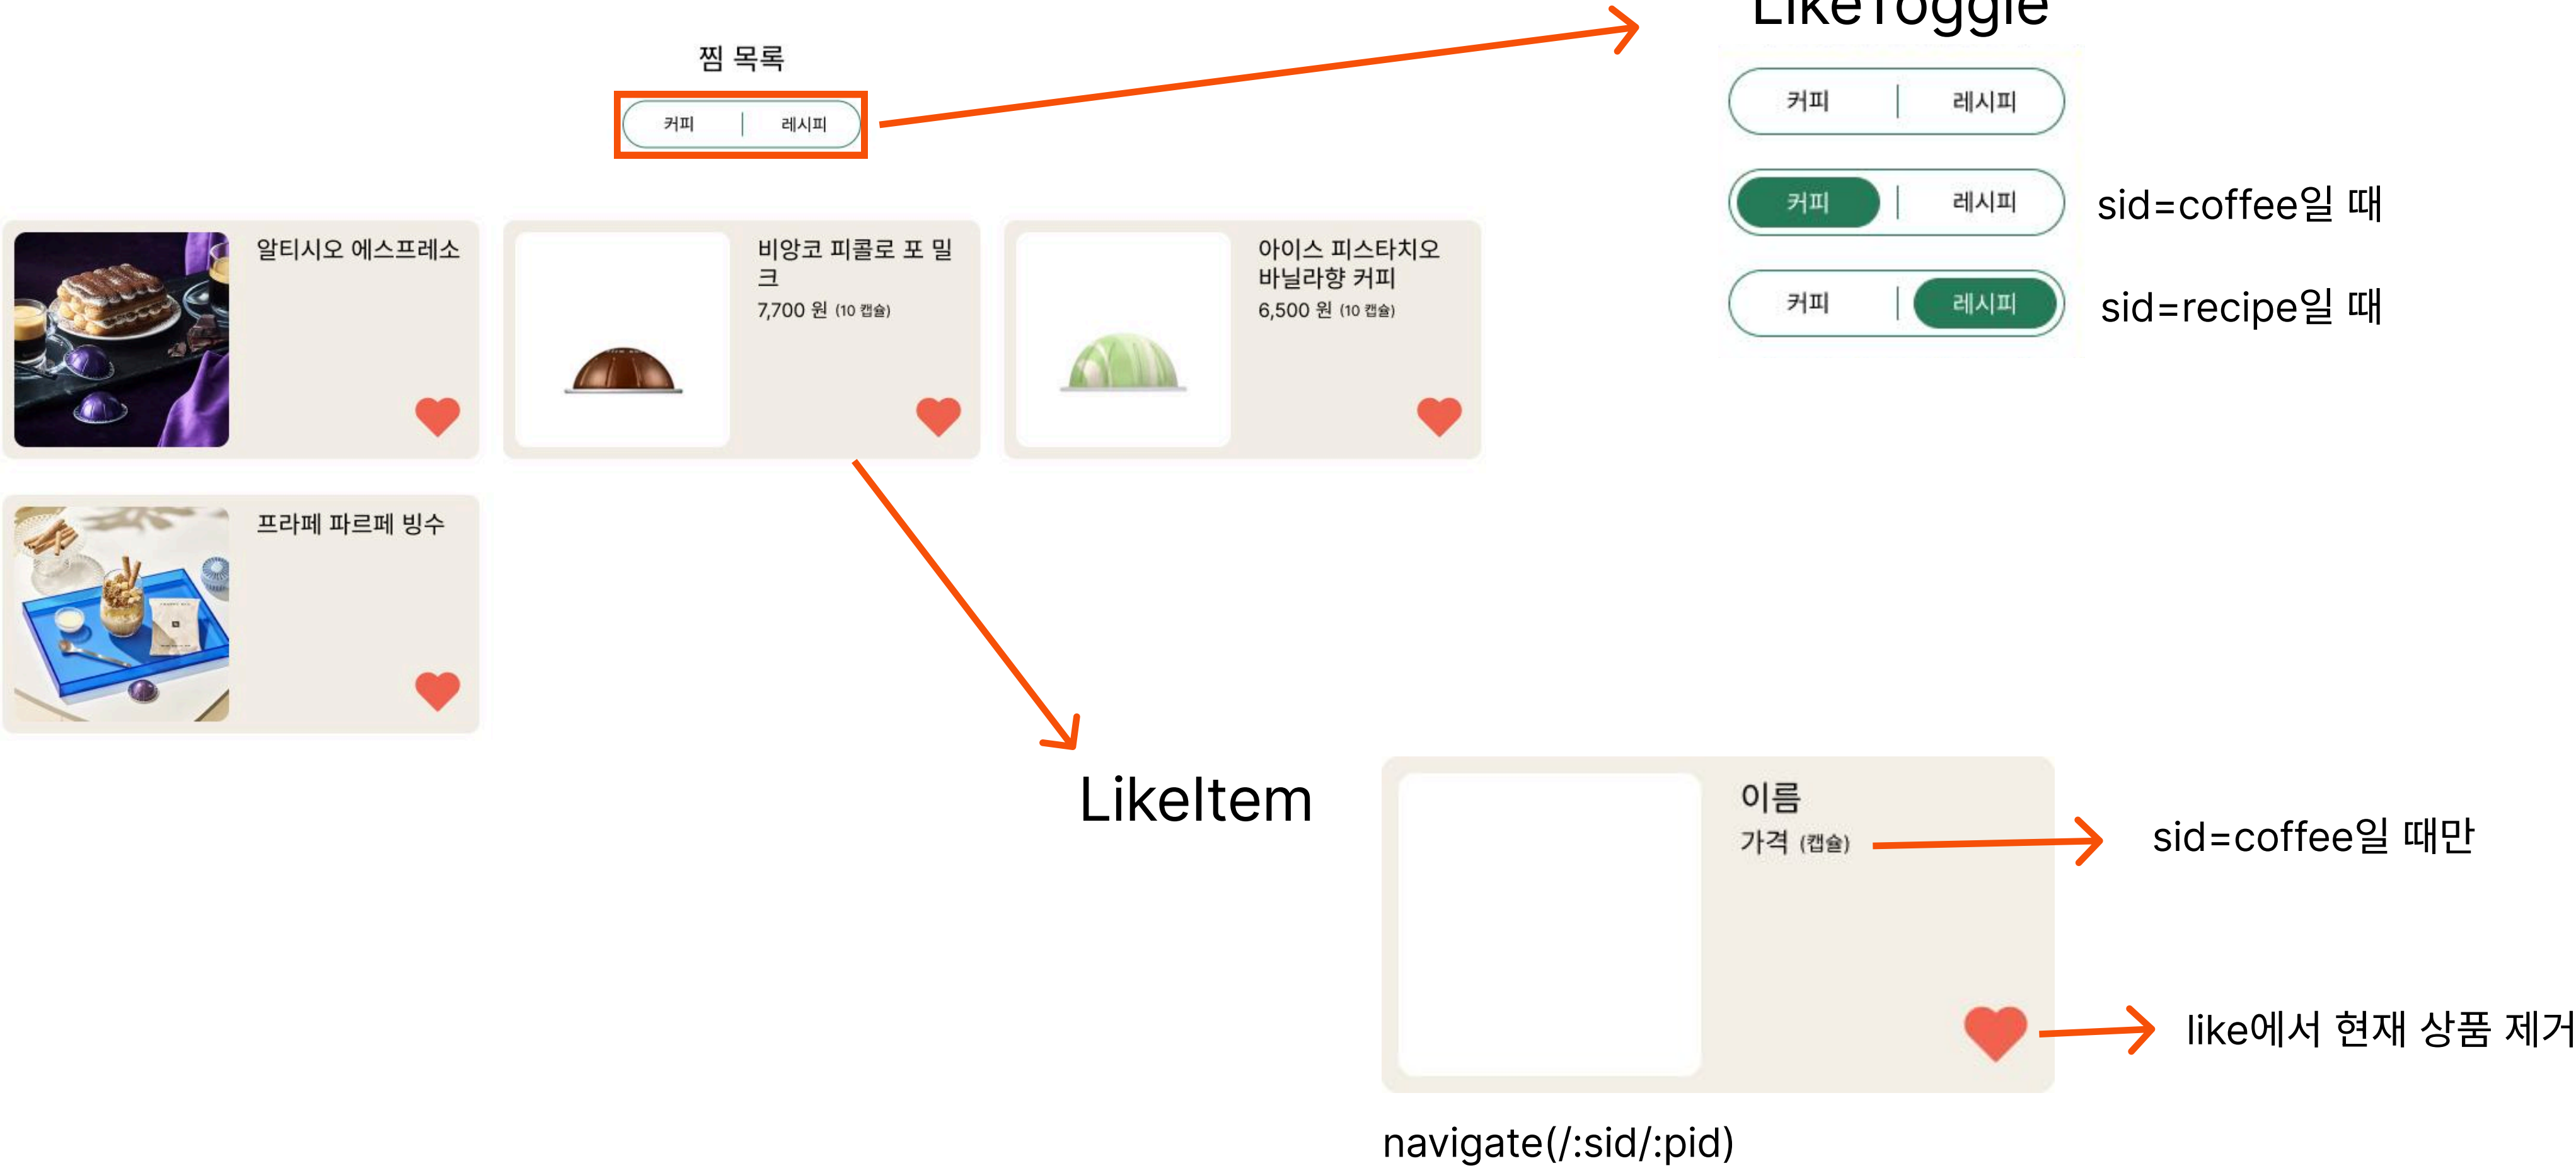 LikeToggle
찜 목록
커피 레시피
커피 레시피
커피 레시피
sid=coffee일 때
커피 레시피
sid=recipe일 때
알티시오 에스프레소
비앙코 피콜로 포 밀
크
7,700 원 (10 캡슐)
아이스 피스타치오
바닐라향 커피
6,500 원 (10 캡슐)
프라페 파르페 빙수
LikeItem
이름
가격 (캡슐)
sid=coffee일 때만
like에서 현재 상품 제거
navigate(/:sid/:pid)